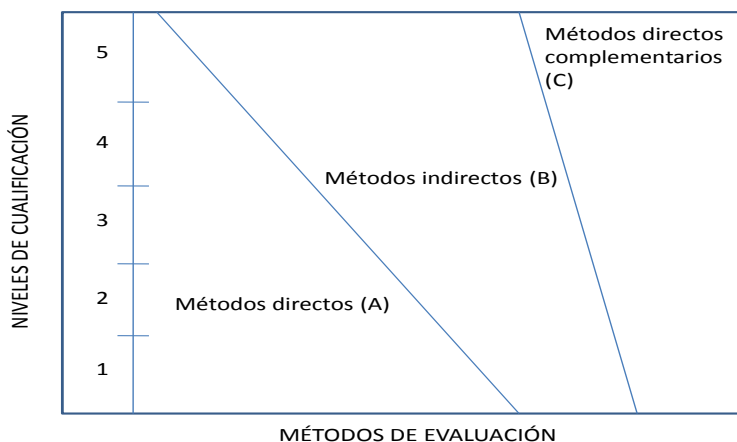 NIVELES DE CUALIFICACIÓN
5
4
3
2
1
Métodos directos
complementarios
(C)
Métodos indirectos (B)
Métodos directos (A)
MÉTODOS DE EVALUACIÓN